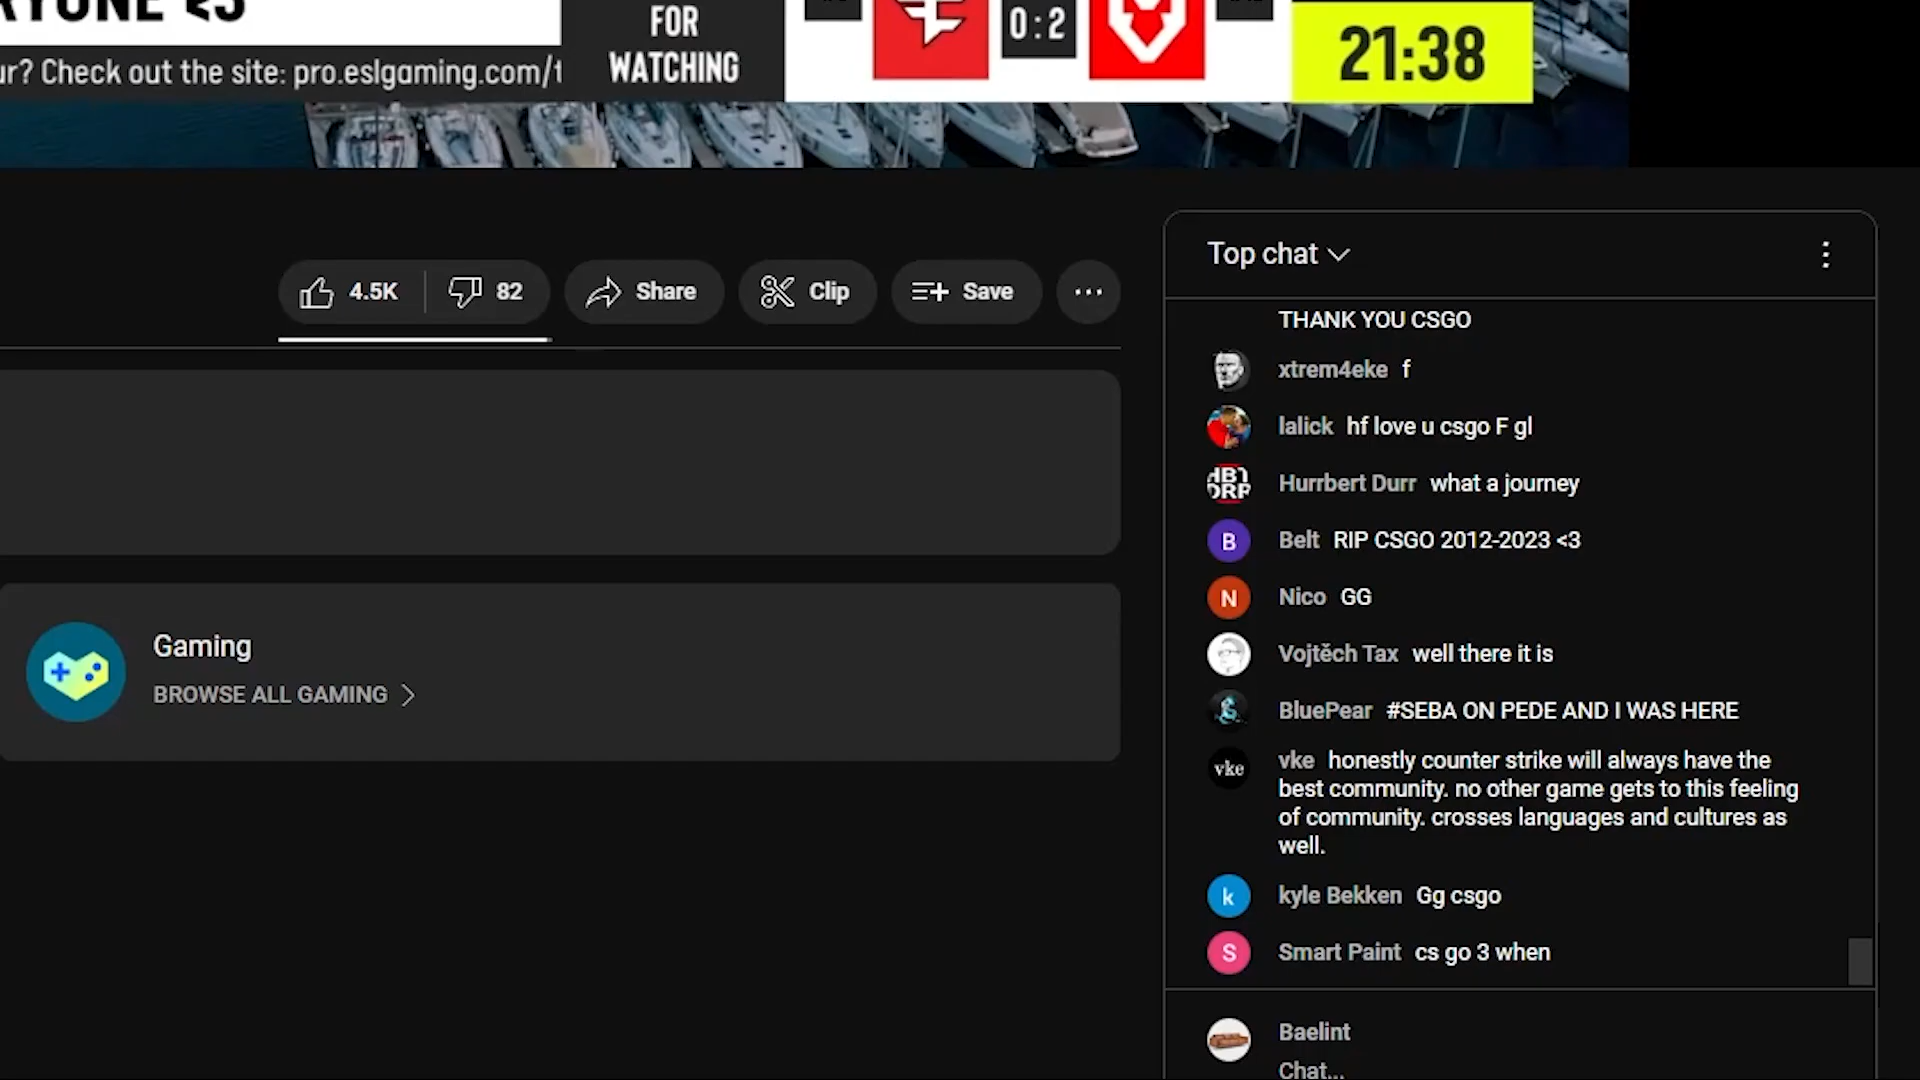 FOR
WATCHING
0:2
21:38
ur? Check out the site: pro.eslgaming.com/
4.5K
82
Share
Clip
Save
Top chat
THANK YOU CSGO
xtrem4eke f
lalick hf love u csgo F gl
Hurrbert Durr what a journey
B Belt RIP CSGO 2012-2023 <3
N Nico GG
Vojtěch Tax well there it is
BluePear #SEBA ON PEDE AND I WAS HERE
vke vke honestly counter strike will always have the
best community. no other game gets to this feeling
of community. crosses languages and cultures as
well.
k kyle Bekken Gg csgo
S Smart Paint cs go 3 when
Baelint
Chat...
Gaming
BROWSE ALL GAMING